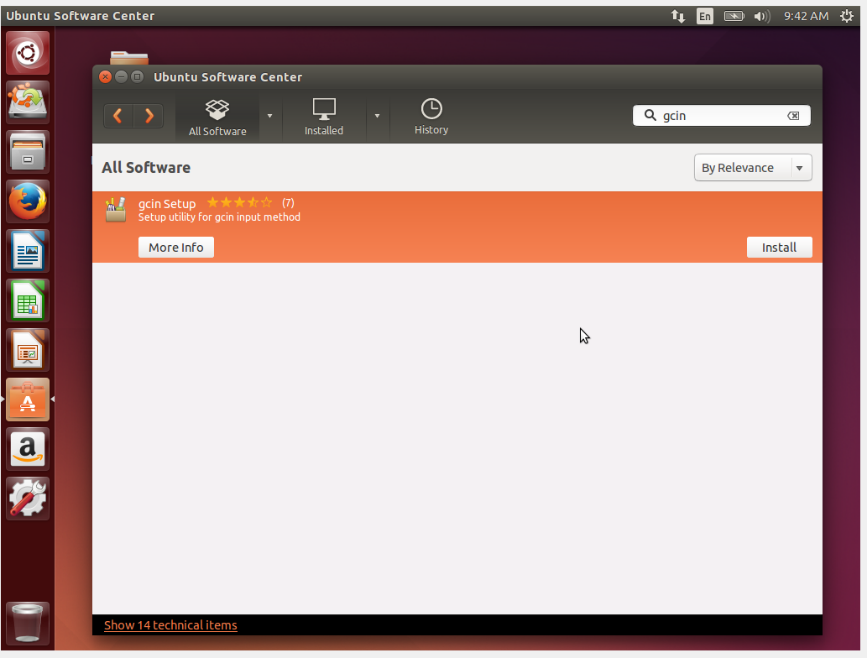 Ubuntu Software Center
En
9:42 AM
Ubuntu Software Center
All Software
Installed
History
gcin
All Software
By Relevance
gcin Setup (7)
Setup utility for gcin input method
More Info
Install
a
Show 14 technical items